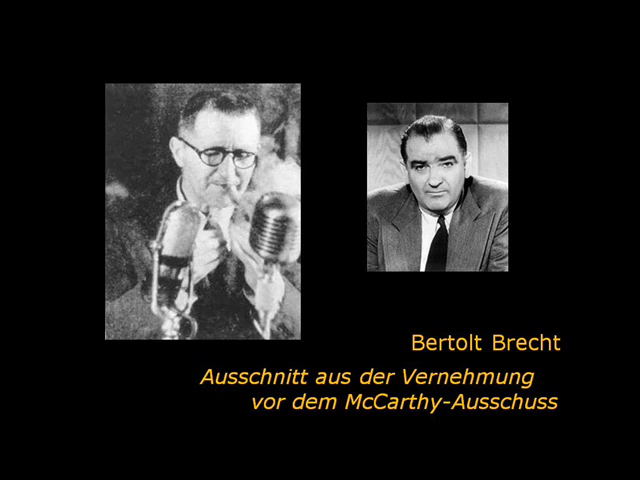 Bertolt Brecht
Ausschnitt aus der Vernehmung
vor dem McCarthy-Ausschuss